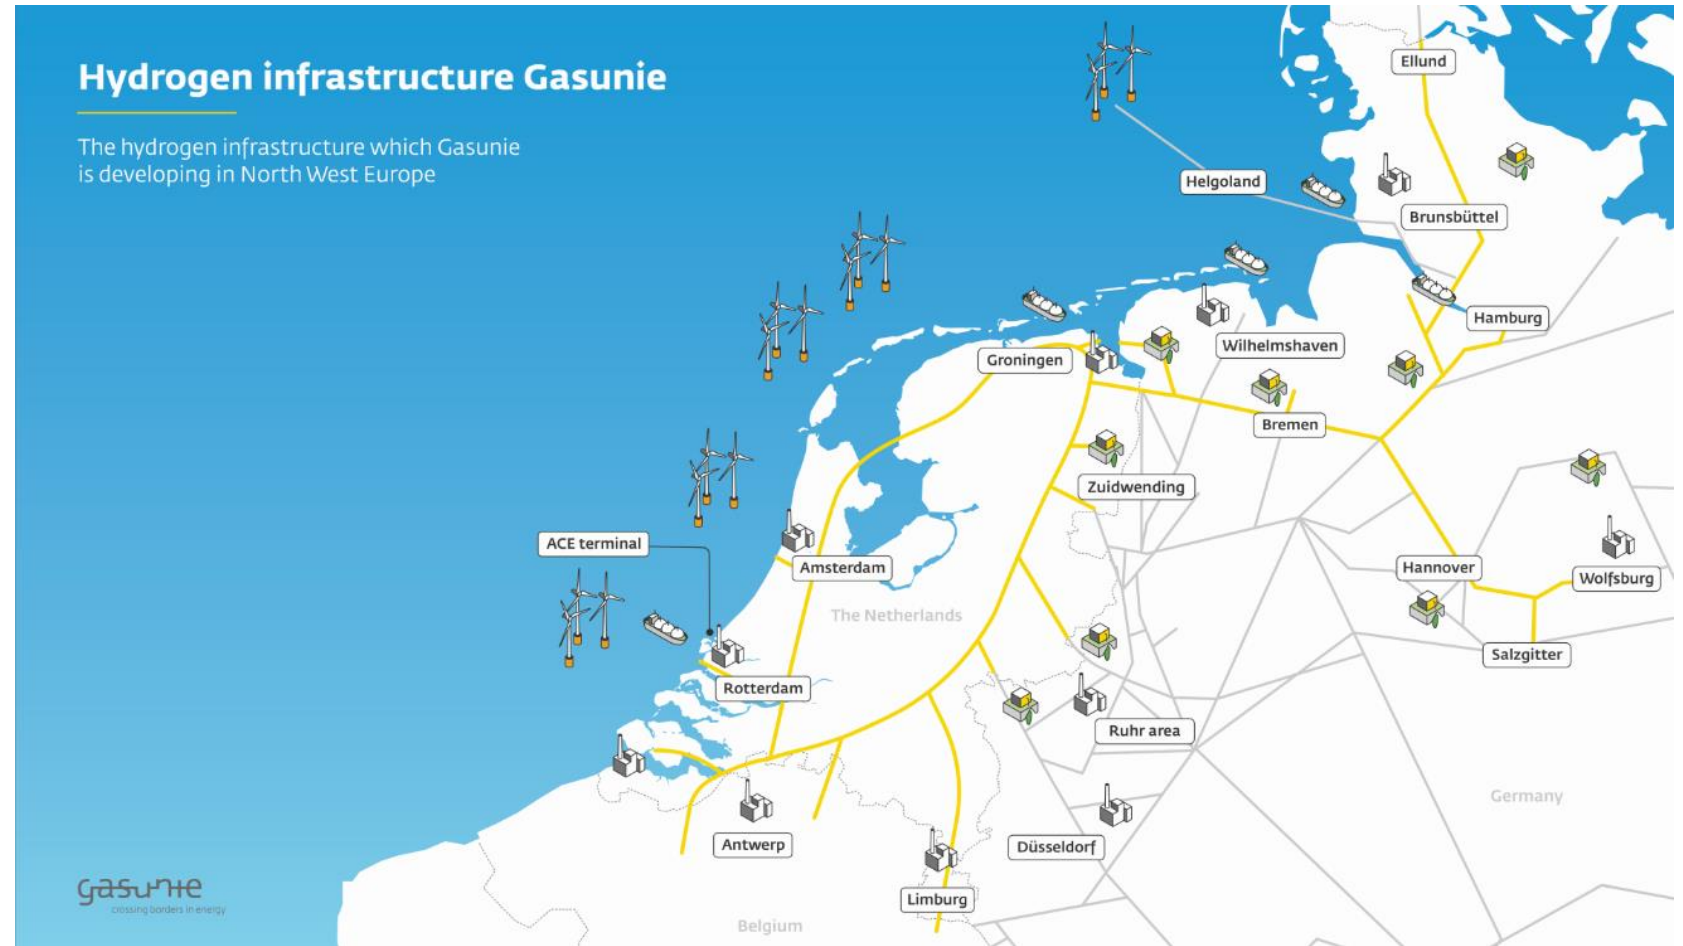 Hydrogen infrastructure Gasunie
The hydrogen infrastructure which Gasunie
is developing in North West Europe
Ellund
Helgoland
Brunsbüttel
Hamburg
Wilhelmshaven
Groningen
Bremen
Zuidwending
ACE terminal
Amsterdam
Hannover
Wolfsburg
The Netherlands
Salzgitter
Rotterdam
Ruhr area
Germany
Antwerp
Düsseldorf
Limburg
Belgium
gasunie
crossing borders in energy